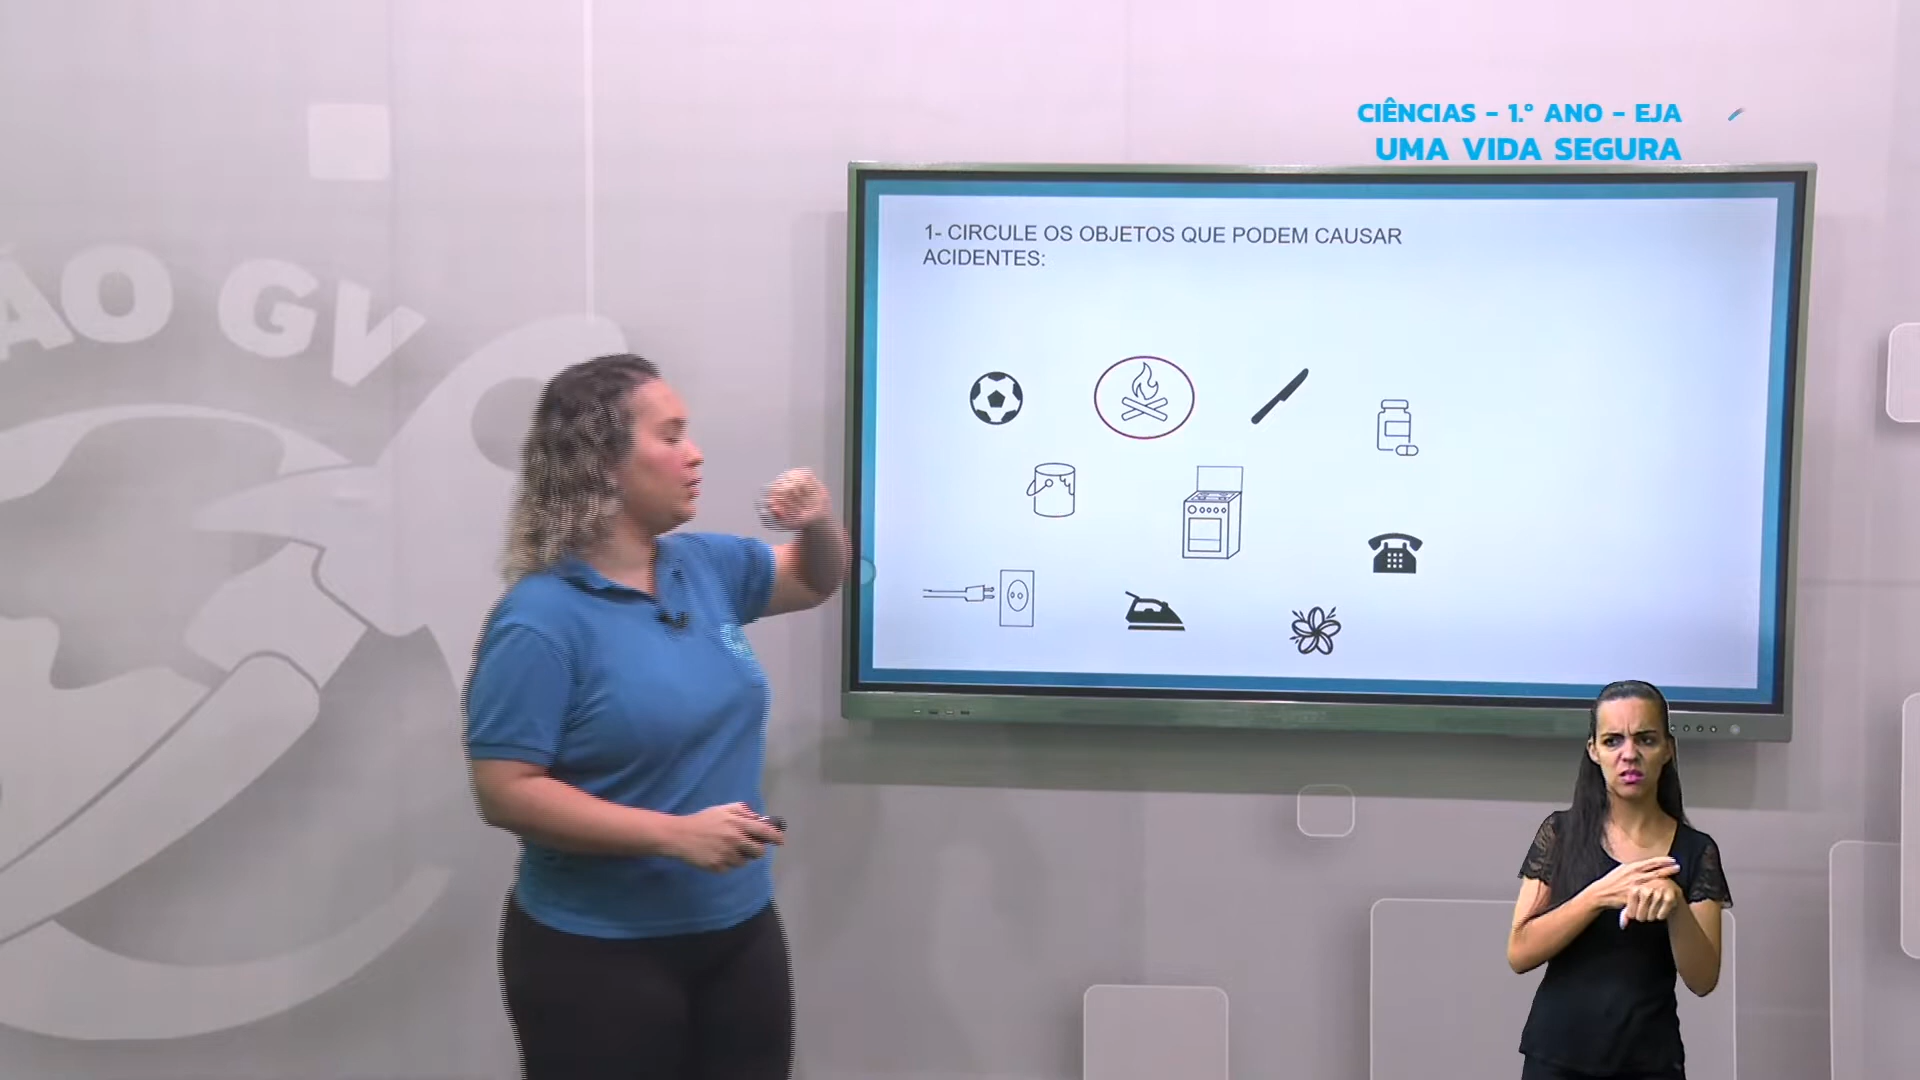 CIÊNCIAS - 1.º ANO - EJA
UMA VIDA SEGURA
1- CIRCULE OS OBJETOS QUE PODEM CAUSAR
ACIDENTES:
ÃO GV